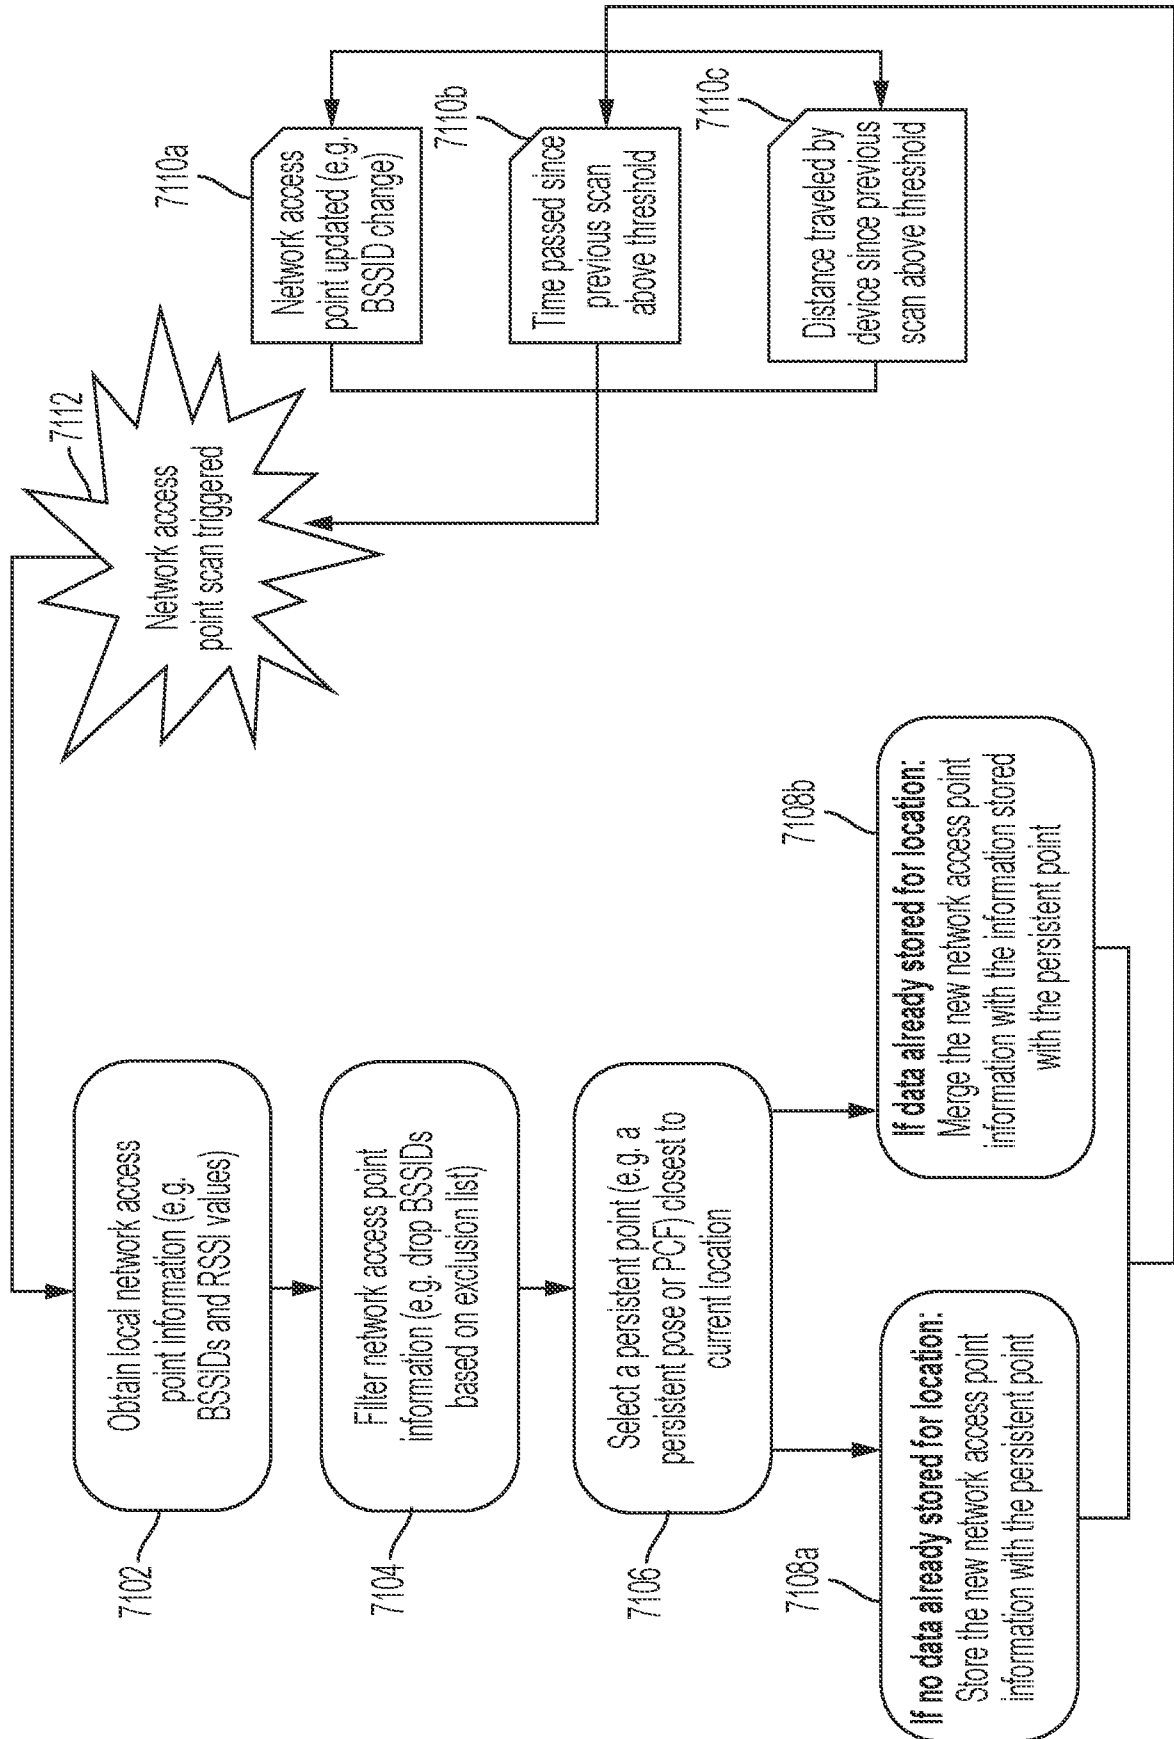 7102
Obtain local network access
point information (e.g.
BSSIDs and RSSI values)
7104
Filter network access point
information (e.g. drop BSSIDs
based on exclusion list)
7106
Select a persistent point (e.g. a
persistent pose or PCF) closest to
current location
7108a
If no data already stored for location:
Store the new network access point
information with the persistent point
7108b
If data already stored for location:
Merge the new network access point
information with the information stored
with the persistent point
7112
Network access
point scan triggered
7110a
Network access
point updated (e.g.
BSSID change)
7110b
Time passed since
previous scan
above threshold
7110c
Distance traveled by
device since previous
scan above threshold